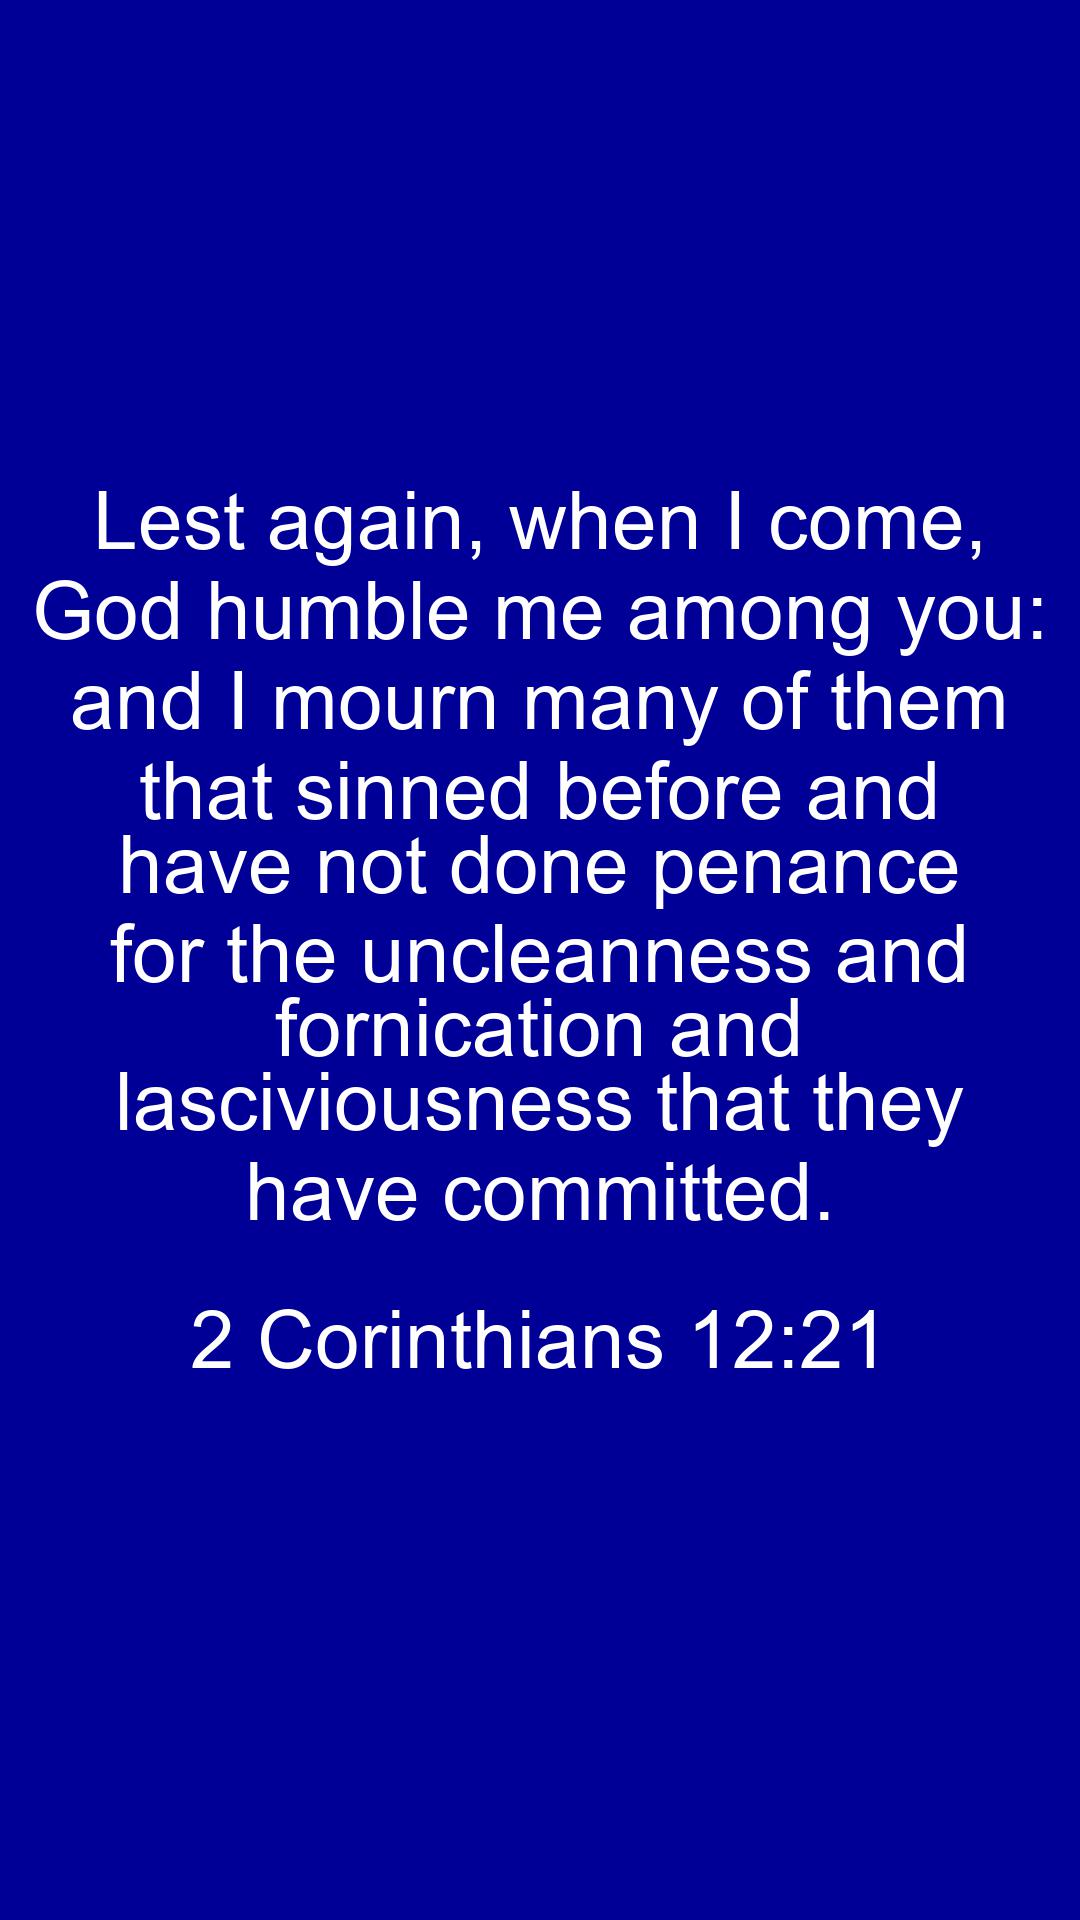 Lest again, when I come,
God humble me among you:
and I mourn many of them
that sinned before and
have not done penance
for the uncleanness and
fornication and
lasciviousness that they
have committed.
2 Corinthians 12:21